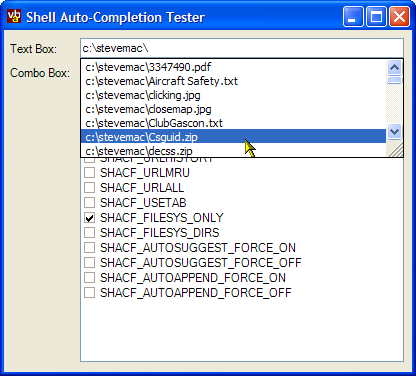 Shell Auto-Completion Tester
Text Box:
c:\stevemac\
Combo Box:
c:\stevemac\3347490.pdf
c:\stevemac\Aircraft Safety.txt
c:\stevemac\clicking.jpg
c:\stevemac\closemap.jpg
c:\stevemac\ClubGascon.txt
c:\stevemac\Csguid.zip
c:\stevemac\decss.zip
SHACF_URLHISTORY
SHACF_URLMRU
SHACF_URLALL
SHACF_USETAB
SHACF_FILESYS_ONLY
SHACF_FILESYS_DIRS
SHACF_AUTOSUGGEST_FORCE_ON
SHACF_AUTOSUGGEST_FORCE_OFF
SHACF_AUTOAPPEND_FORCE_ON
SHACF_AUTOAPPEND_FORCE_OFF